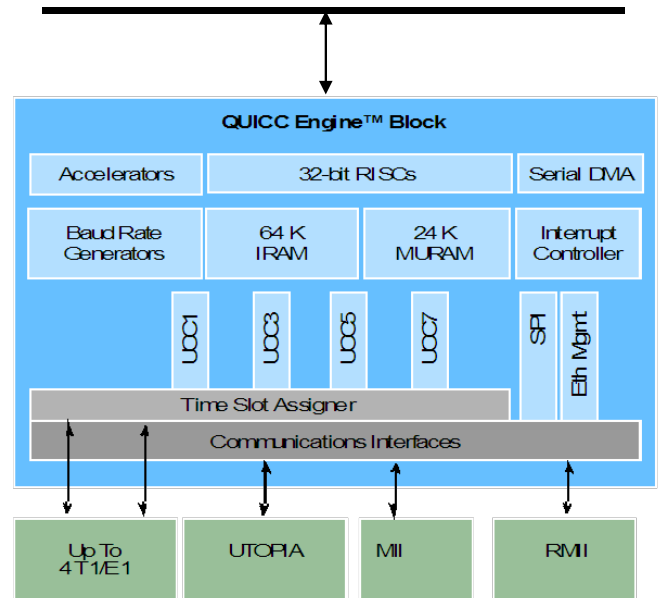 QUICC Engine™ Block
Accelerators
32-bit RISCs
Serial DMA
Baud Rate
Generators
64 K
IRAM
24 K
MURAM
Interrupt
Controller
UCC1
UCC3
UCC5
UCC7
SPI
Eth Mgmt
Time Slot Assigner
Communications Interfaces
Up To
4 T1/E1
UTOPIA
MII
RMII